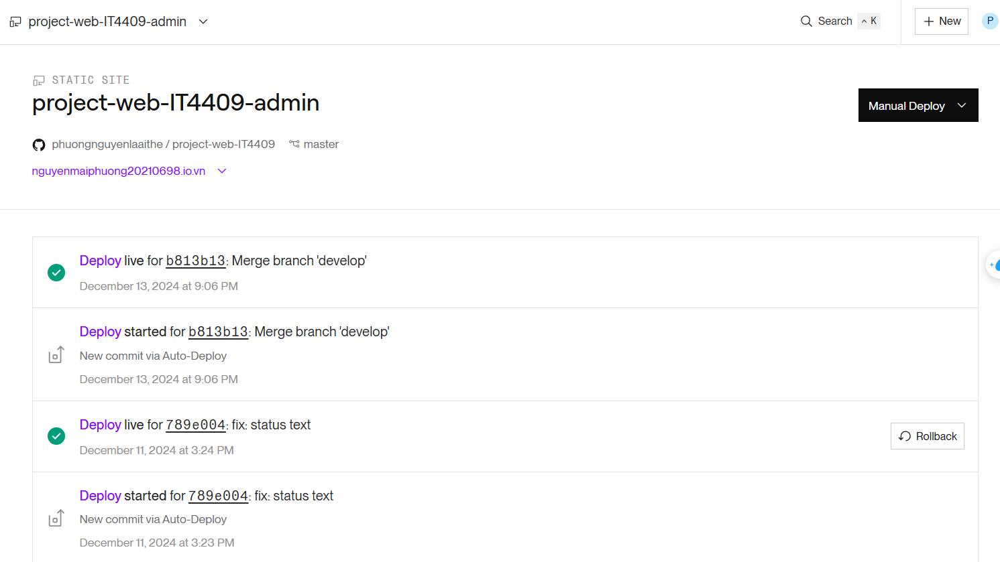 project-web-IT4409-admin
Search ^ K
+ New
P
STATIC SITE
project-web-IT4409-admin
Manual Deploy
phuongnguyenlaaithe / project-web-IT4409 master
nguyenmaiphuong20210698.io.vn
Deploy live for b813b13: Merge branch 'develop'
December 13, 2024 at 9:06 PM
Deploy started for b813b13: Merge branch 'develop'
New commit via Auto-Deploy
December 13, 2024 at 9:06 PM
Deploy live for 789e004: fix: status text
December 11, 2024 at 3:24 PM
Rollback
Deploy started for 789e004: fix: status text
New commit via Auto-Deploy
December 11, 2024 at 3:23 PM